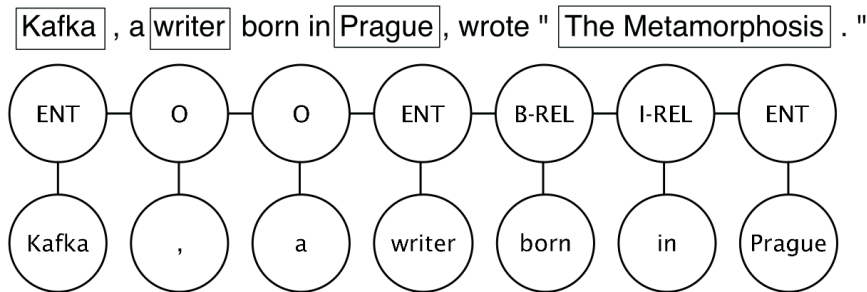 Kafka , a writer born in Prague , wrote " The Metamorphosis . "
ENT O O ENT B-REL I-REL ENT
Kafka , a writer born in Prague